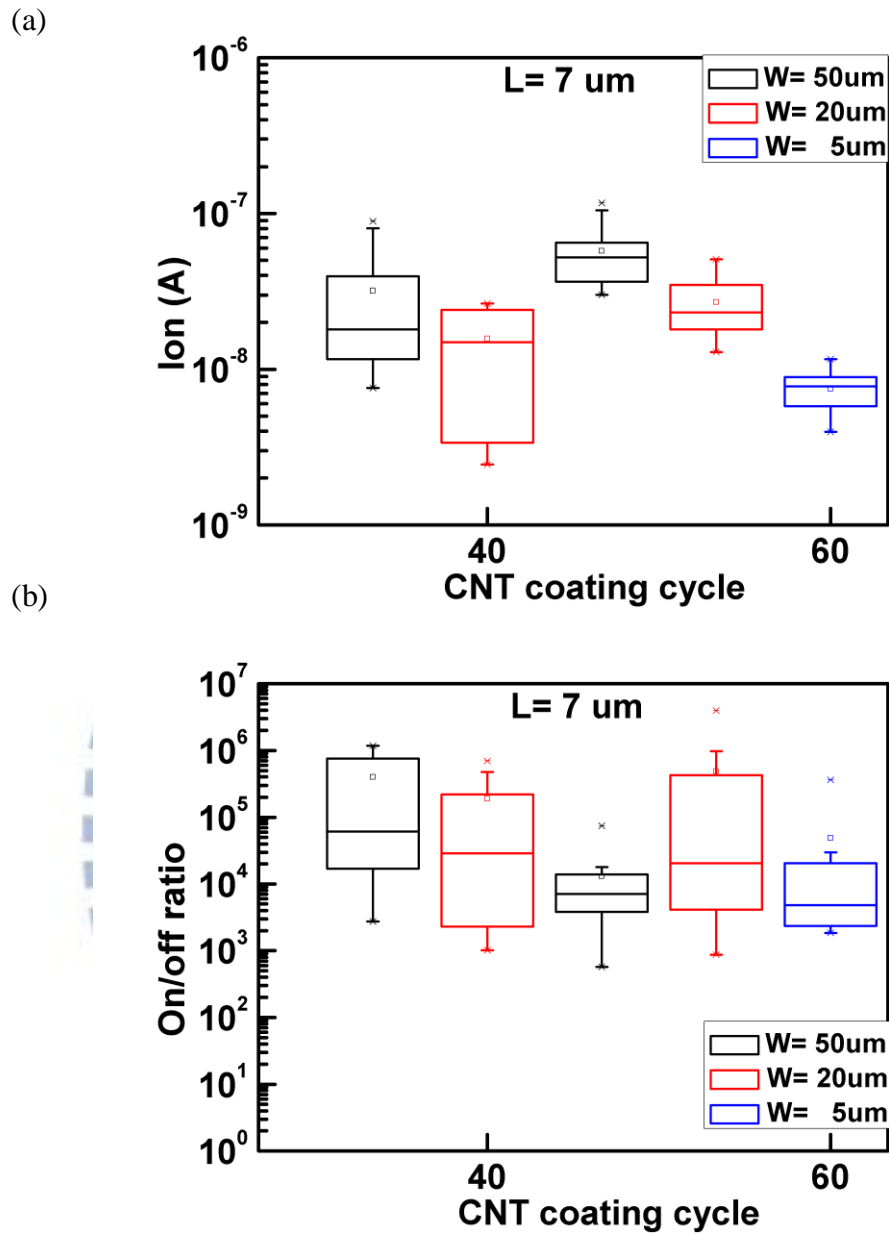 (a)
L= 7 um
W= 50um
W= 20um
W= 5um
10^-6
10^-7
10^-8
10^-9
Ion (A)
40 60
CNT coating cycle
(b)
L= 7 um
10^7
10^6
10^5
10^4
10^3
10^2
10^1
10^0
On/off ratio
W= 50um
W= 20um
W= 5um
40 60
CNT coating cycle